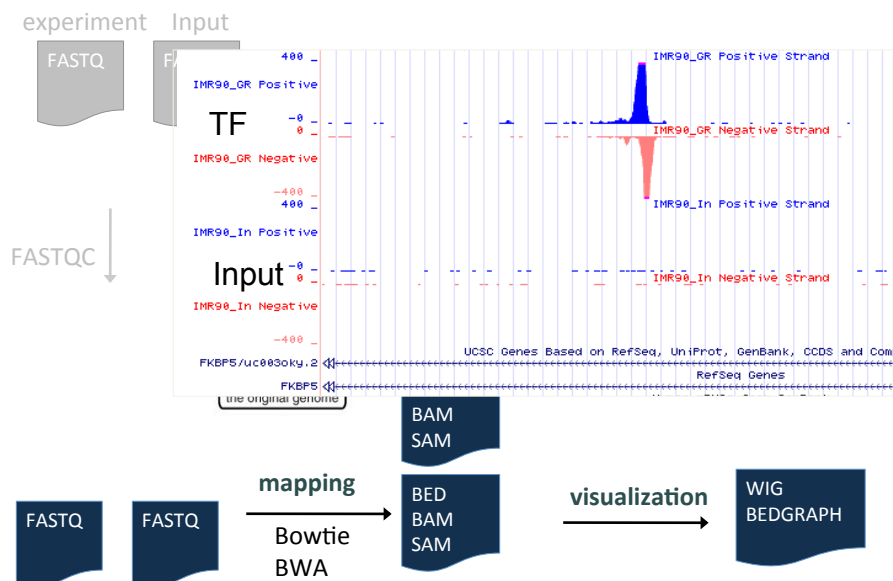 experiment Input
FASTQ
400 _
IMR90_GR Positive Strand
IMR90_GR Positive
TF
-0 _
0 _
IMR90_GR Negative Strand
IMR90_GR Negative
-400 _
400 _
IMR90_In Positive Strand
IMR90_In Positive
FASTQC
Input
-0 _
0 _
IMR90_In Negative Strand
IMR90_In Negative
-400 _
UCSC Genes Based on RefSeq, UniProt, GenBank, CCDS and Com
FKBP5/uc003oky.2
RefSeq Genes
FKBP5
the original genome
BAM
SAM
mapping
visualization
FASTQ FASTQ
Bowtie
BWA
BED
BAM
SAM
WIG
BEDGRAPH